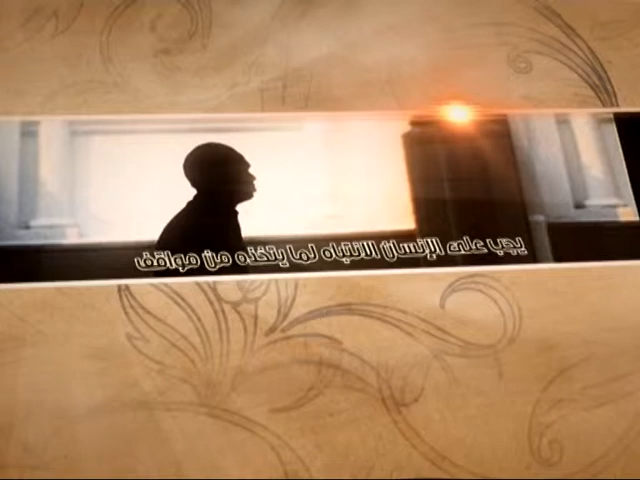 يجب على الإنسان الانتباه لما يتخذه من مواقف